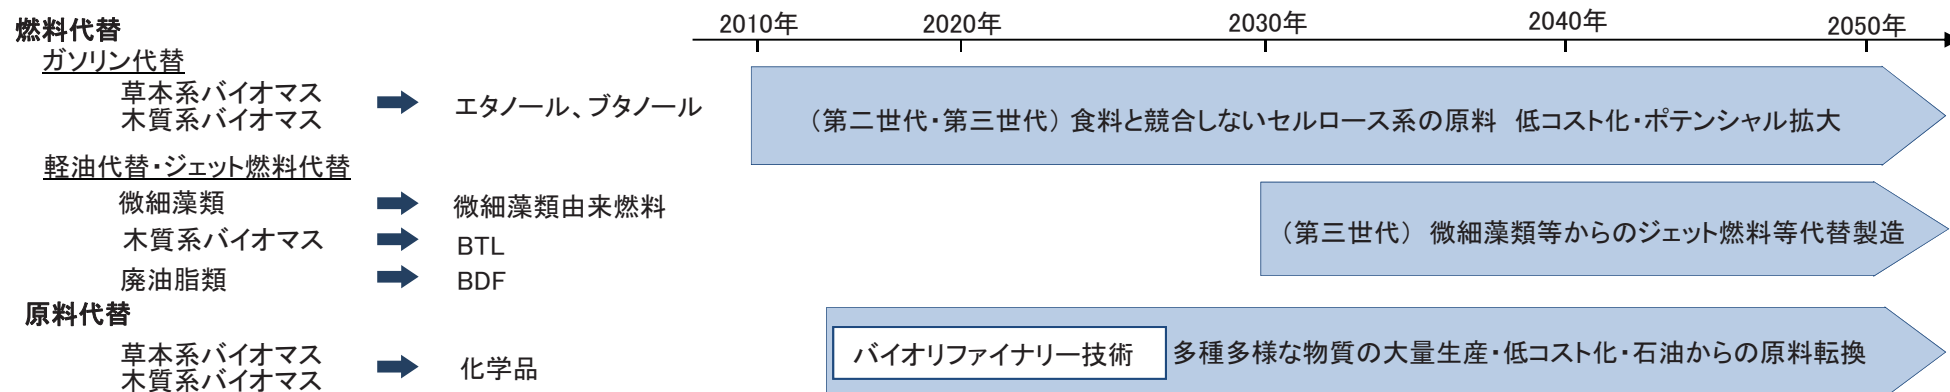 燃料代替
2010年 2020年 2030年 2040年 2050年
ガソリン代替
草本系バイオマス
木質系バイオマス
エタノール、ブタノール
（第二世代・第三世代）食料と競合しないセルロース系の原料 低コスト化・ポテンシャル拡大
軽油代替・ジェット燃料代替
微細藻類
微細藻類由来燃料
木質系バイオマス
BTL
廃油脂類
BDF
（第三世代） 微細藻類等からのジェット燃料等代替製造
原料代替
草本系バイオマス
木質系バイオマス
化学品
バイオリファイナリー技術
多種多様な物質の大量生産・低コスト化・石油からの原料転換